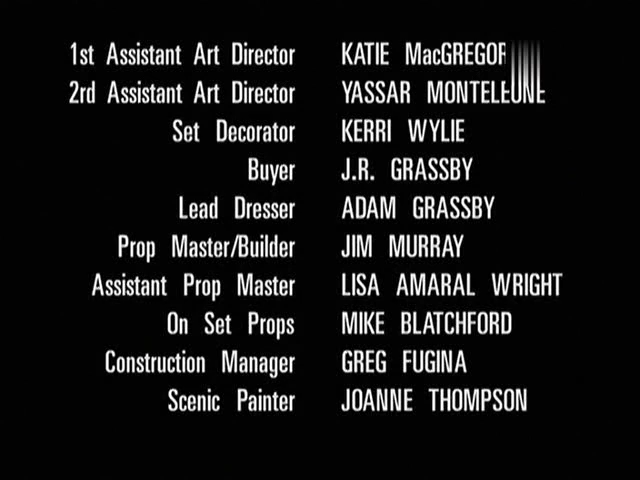 1st Assistant Art Director KATIE MacGREGOR
2rd Assistant Art Director YASSAR
Set Decorator KERRI WYLIE
Buyer J.R. GRASSBY
Lead Dresser ADAM GRASSBY
Prop Master/Builder JIM MURRAY
Assistant Prop Master LISA AMARAL WRIGHT
On Set Props MIKE BLATCHFORD
Construction Manager GREG FUGINA
Scenic Painter JOANNE THOMPSON